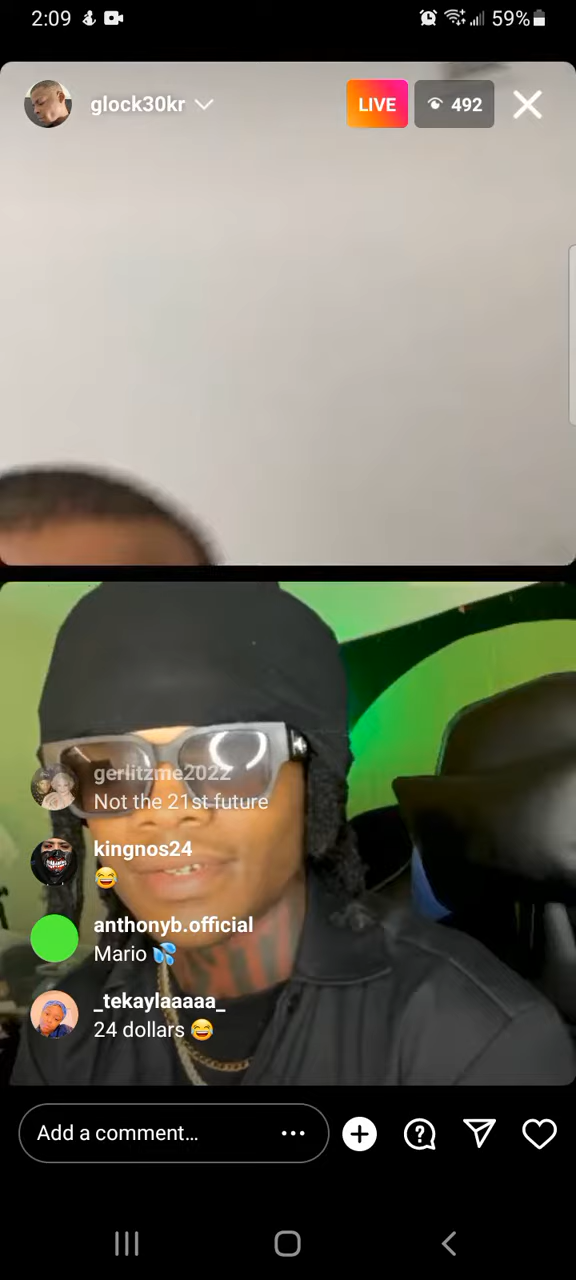 2:09
59%
glock30kr
LIVE
492
gerlitzme2022
Not the 21st future
kingnos24
😂
anthonyb.official
Mario 💦
_tekaylaaaaa_
24 dollars 😂
Add a comment…